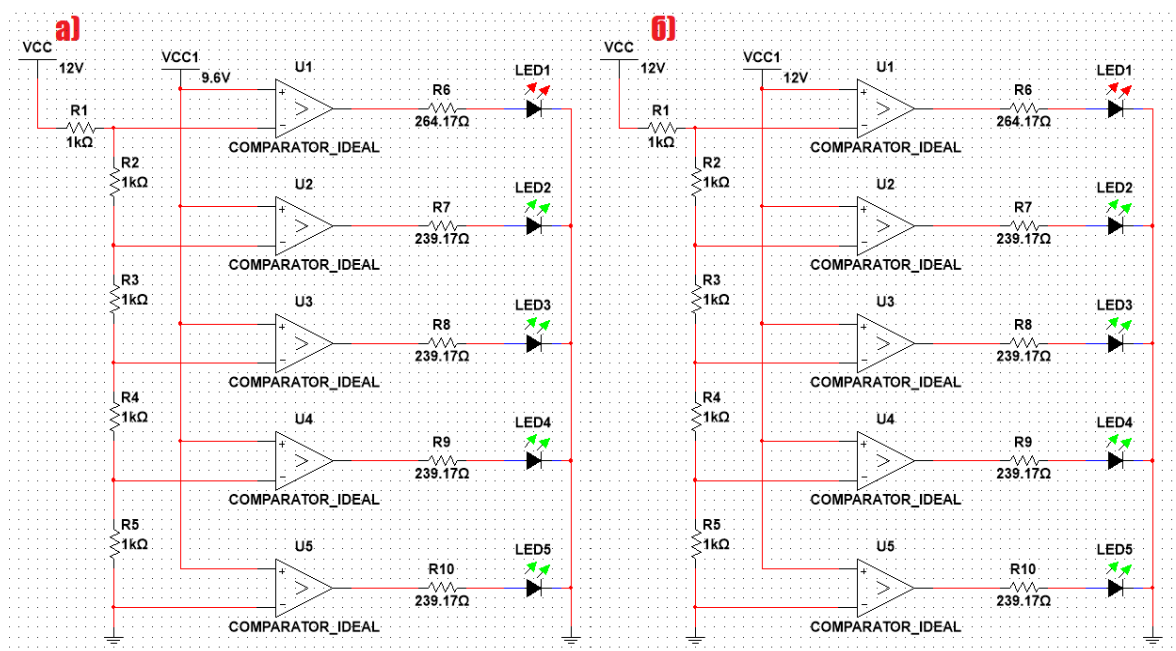 а)
VCC
12V
VCC1
9.6V
R1
1kΩ
U1
COMPARATOR_IDEAL
R6
264.17Ω
LED1
R2
1kΩ
U2
COMPARATOR_IDEAL
R7
239.17Ω
LED2
R3
1kΩ
U3
COMPARATOR_IDEAL
R8
239.17Ω
LED3
R4
1kΩ
U4
COMPARATOR_IDEAL
R9
239.17Ω
LED4
R5
1kΩ
U5
COMPARATOR_IDEAL
R10
239.17Ω
LED5
б)
VCC
12V
VCC1
12V
R1
1kΩ
U1
COMPARATOR_IDEAL
R6
264.17Ω
LED1
R2
1kΩ
U2
COMPARATOR_IDEAL
R7
239.17Ω
LED2
R3
1kΩ
U3
COMPARATOR_IDEAL
R8
239.17Ω
LED3
R4
1kΩ
U4
COMPARATOR_IDEAL
R9
239.17Ω
LED4
R5
1kΩ
U5
COMPARATOR_IDEAL
R10
239.17Ω
LED5